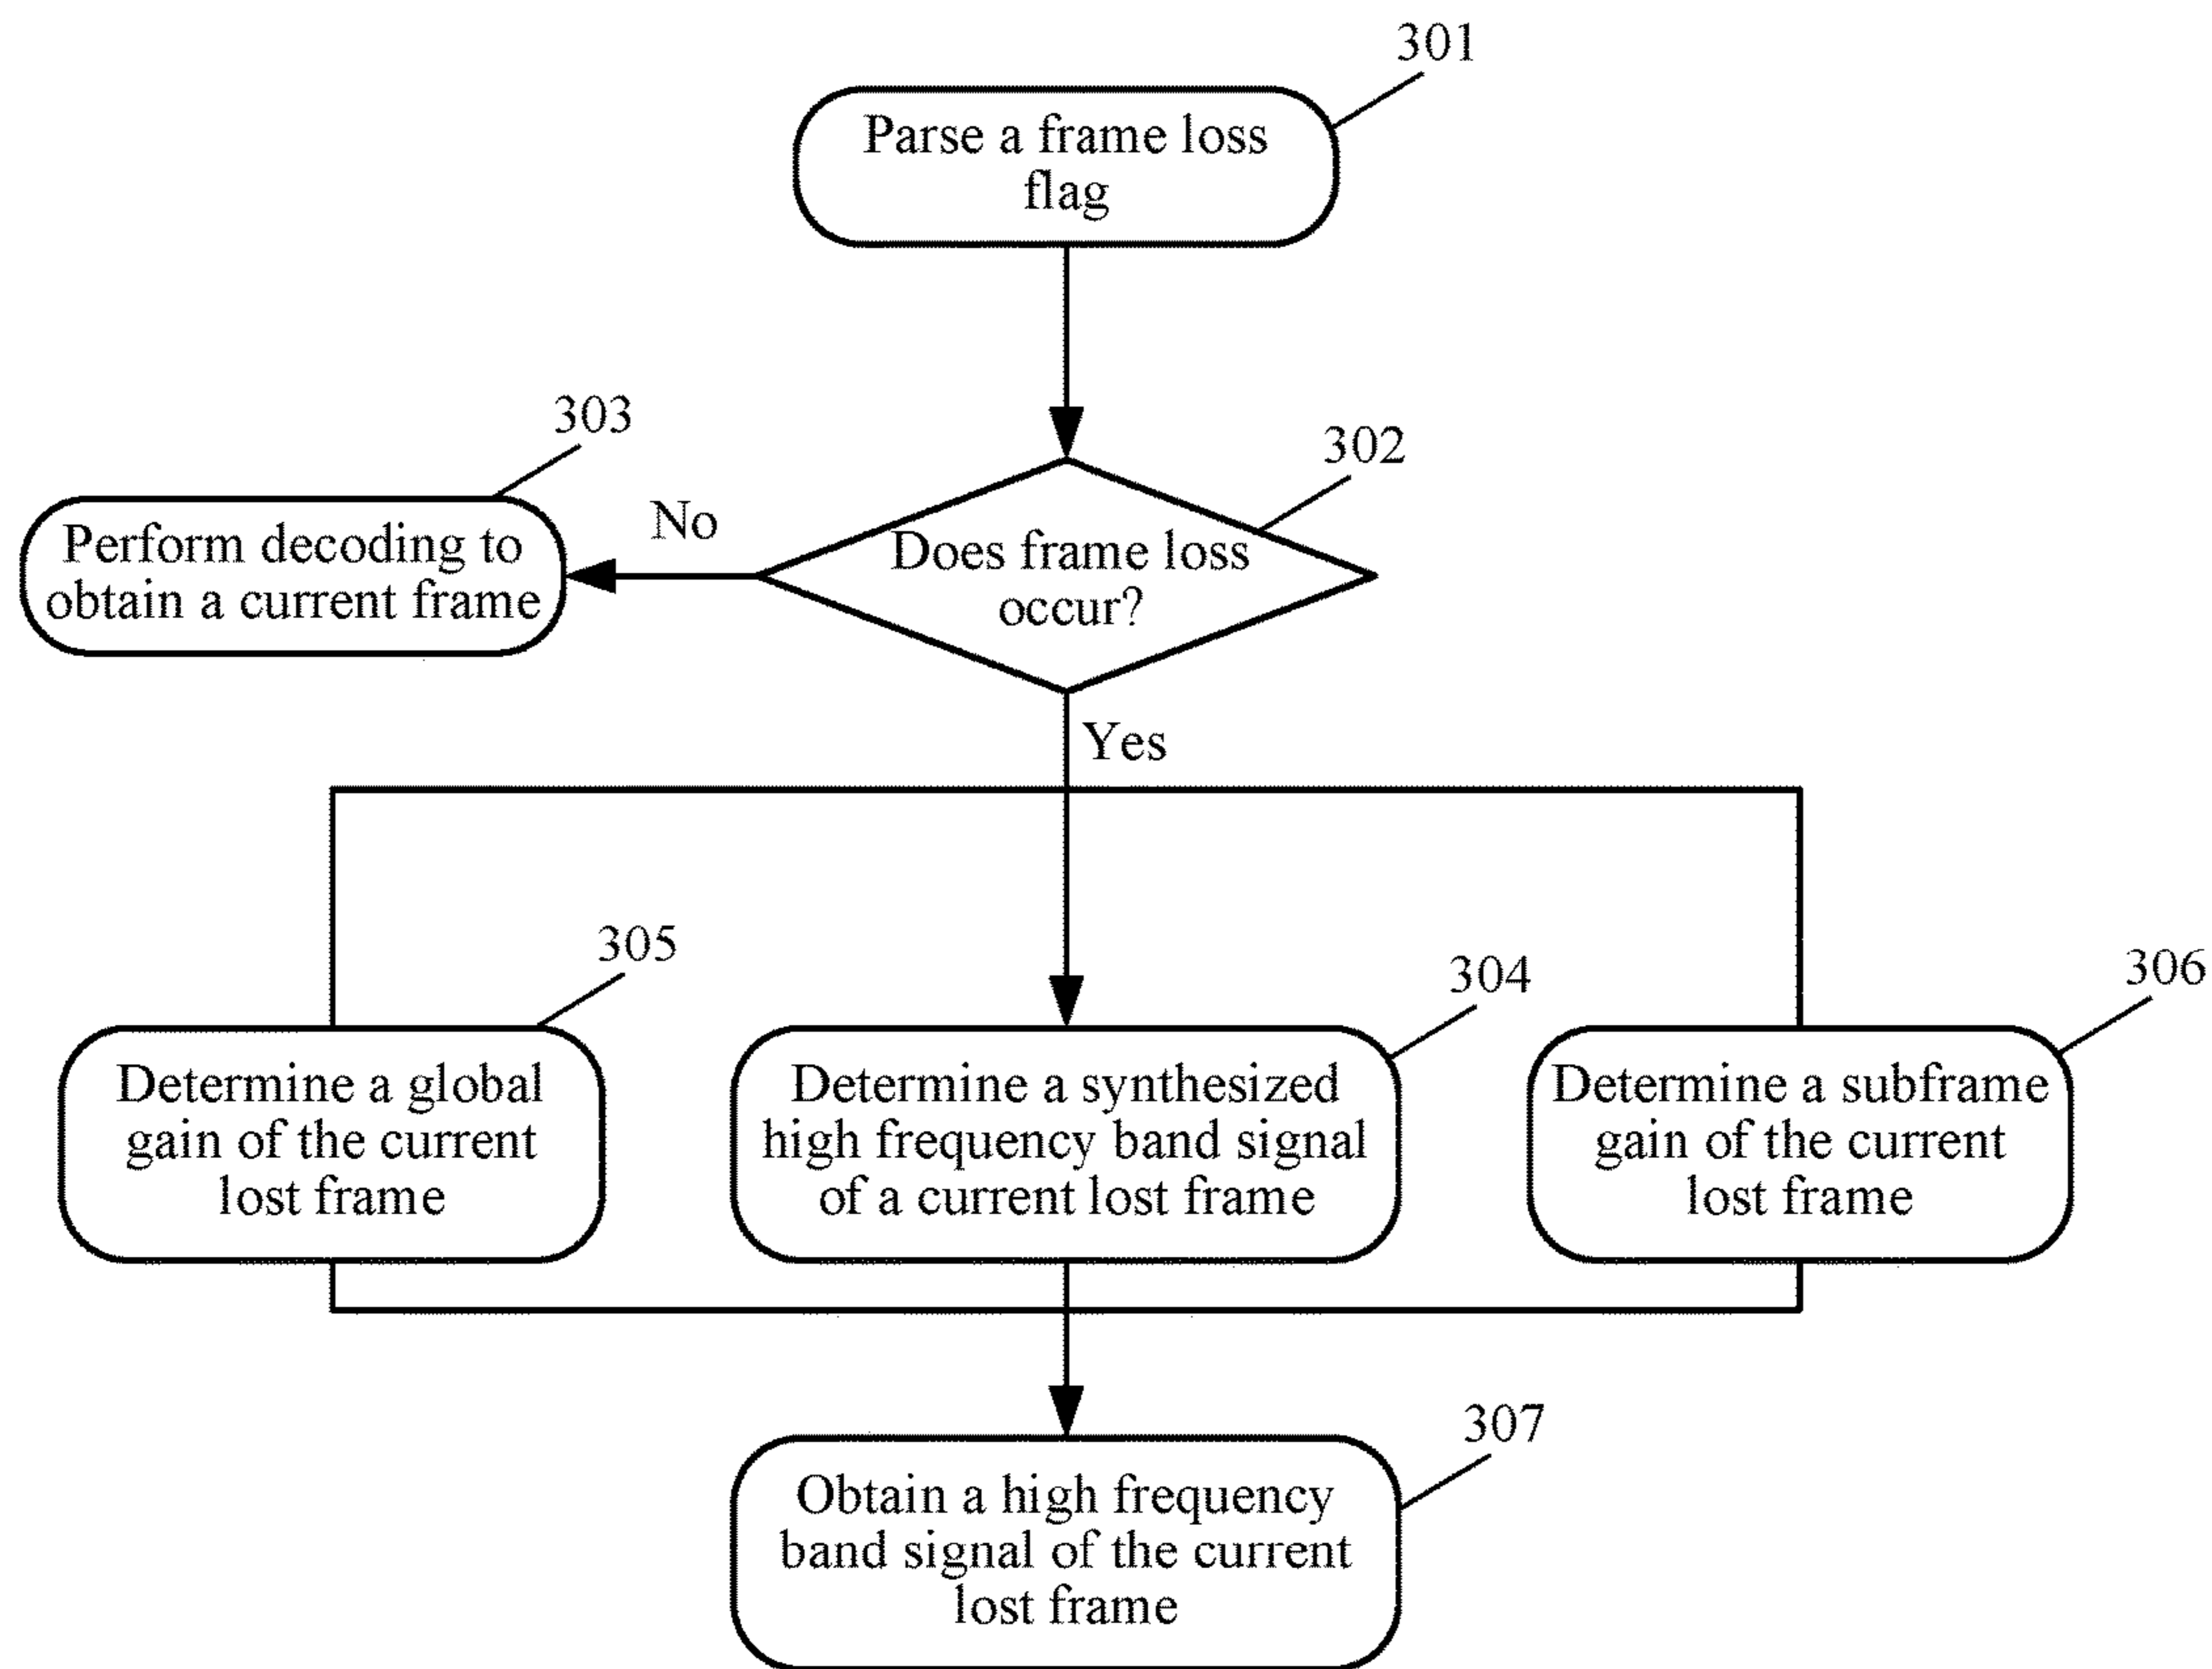 301
Parse a frame loss
flag
303
302
No
Perform decoding to
obtain a current frame
Does frame loss
occur?
Yes
305
304
306
Determine a global
gain of the current
lost frame
Determine a synthesized
high frequency band signal
of a current lost frame
Determine a subframe
gain of the current
lost frame
307
Obtain a high frequency
band signal of the current
lost frame